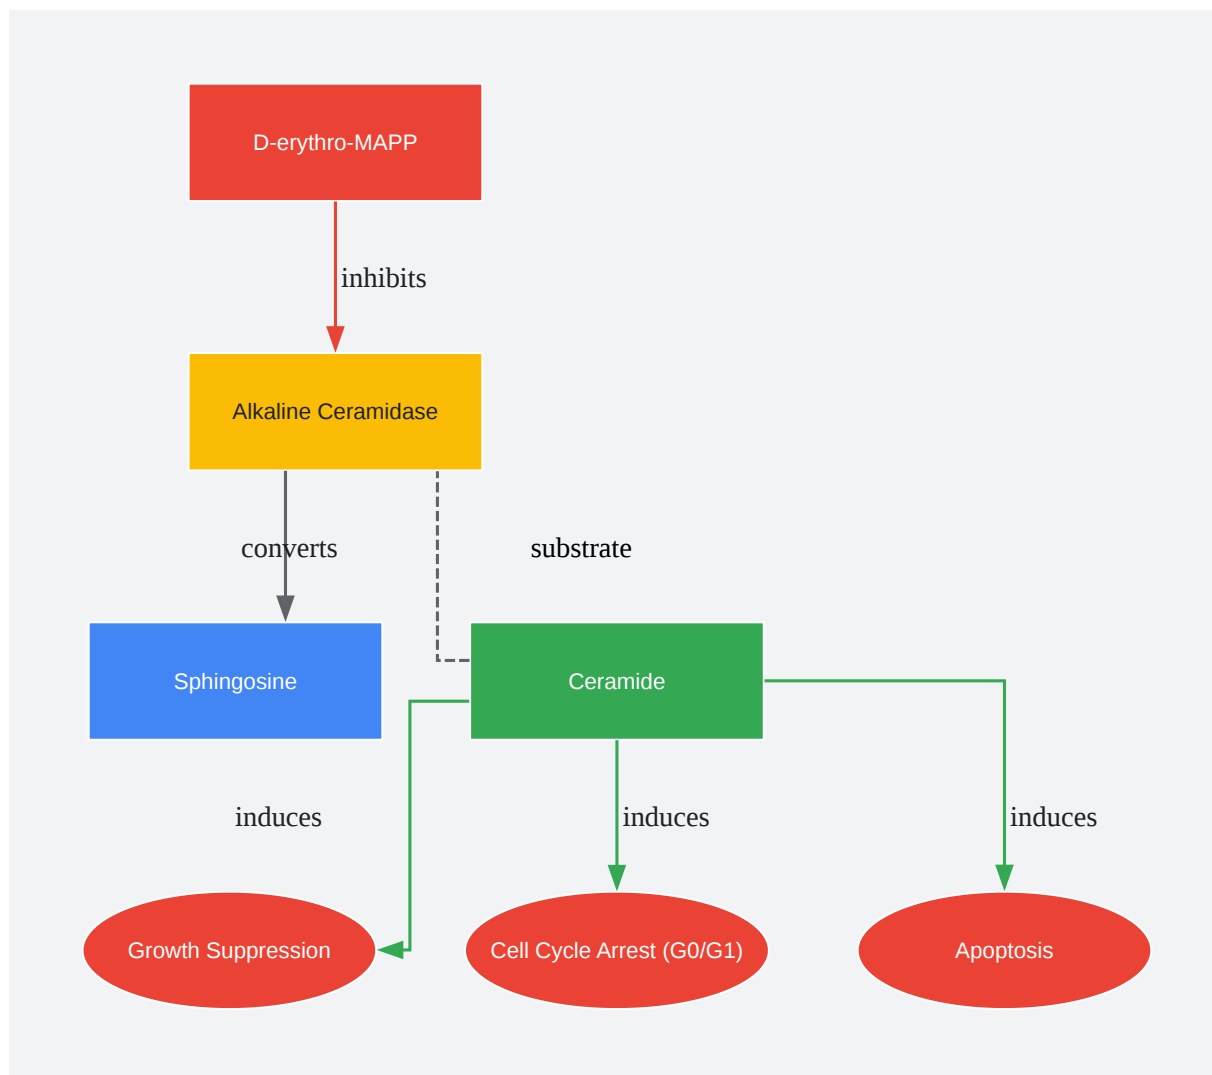 D-erythro-MAPP
inhibits
Alkaline Ceramidase
converts
substrate
Sphingosine
Ceramide
induces
induces
induces
Growth Suppression
Cell Cycle Arrest (G0/G1)
Apoptosis